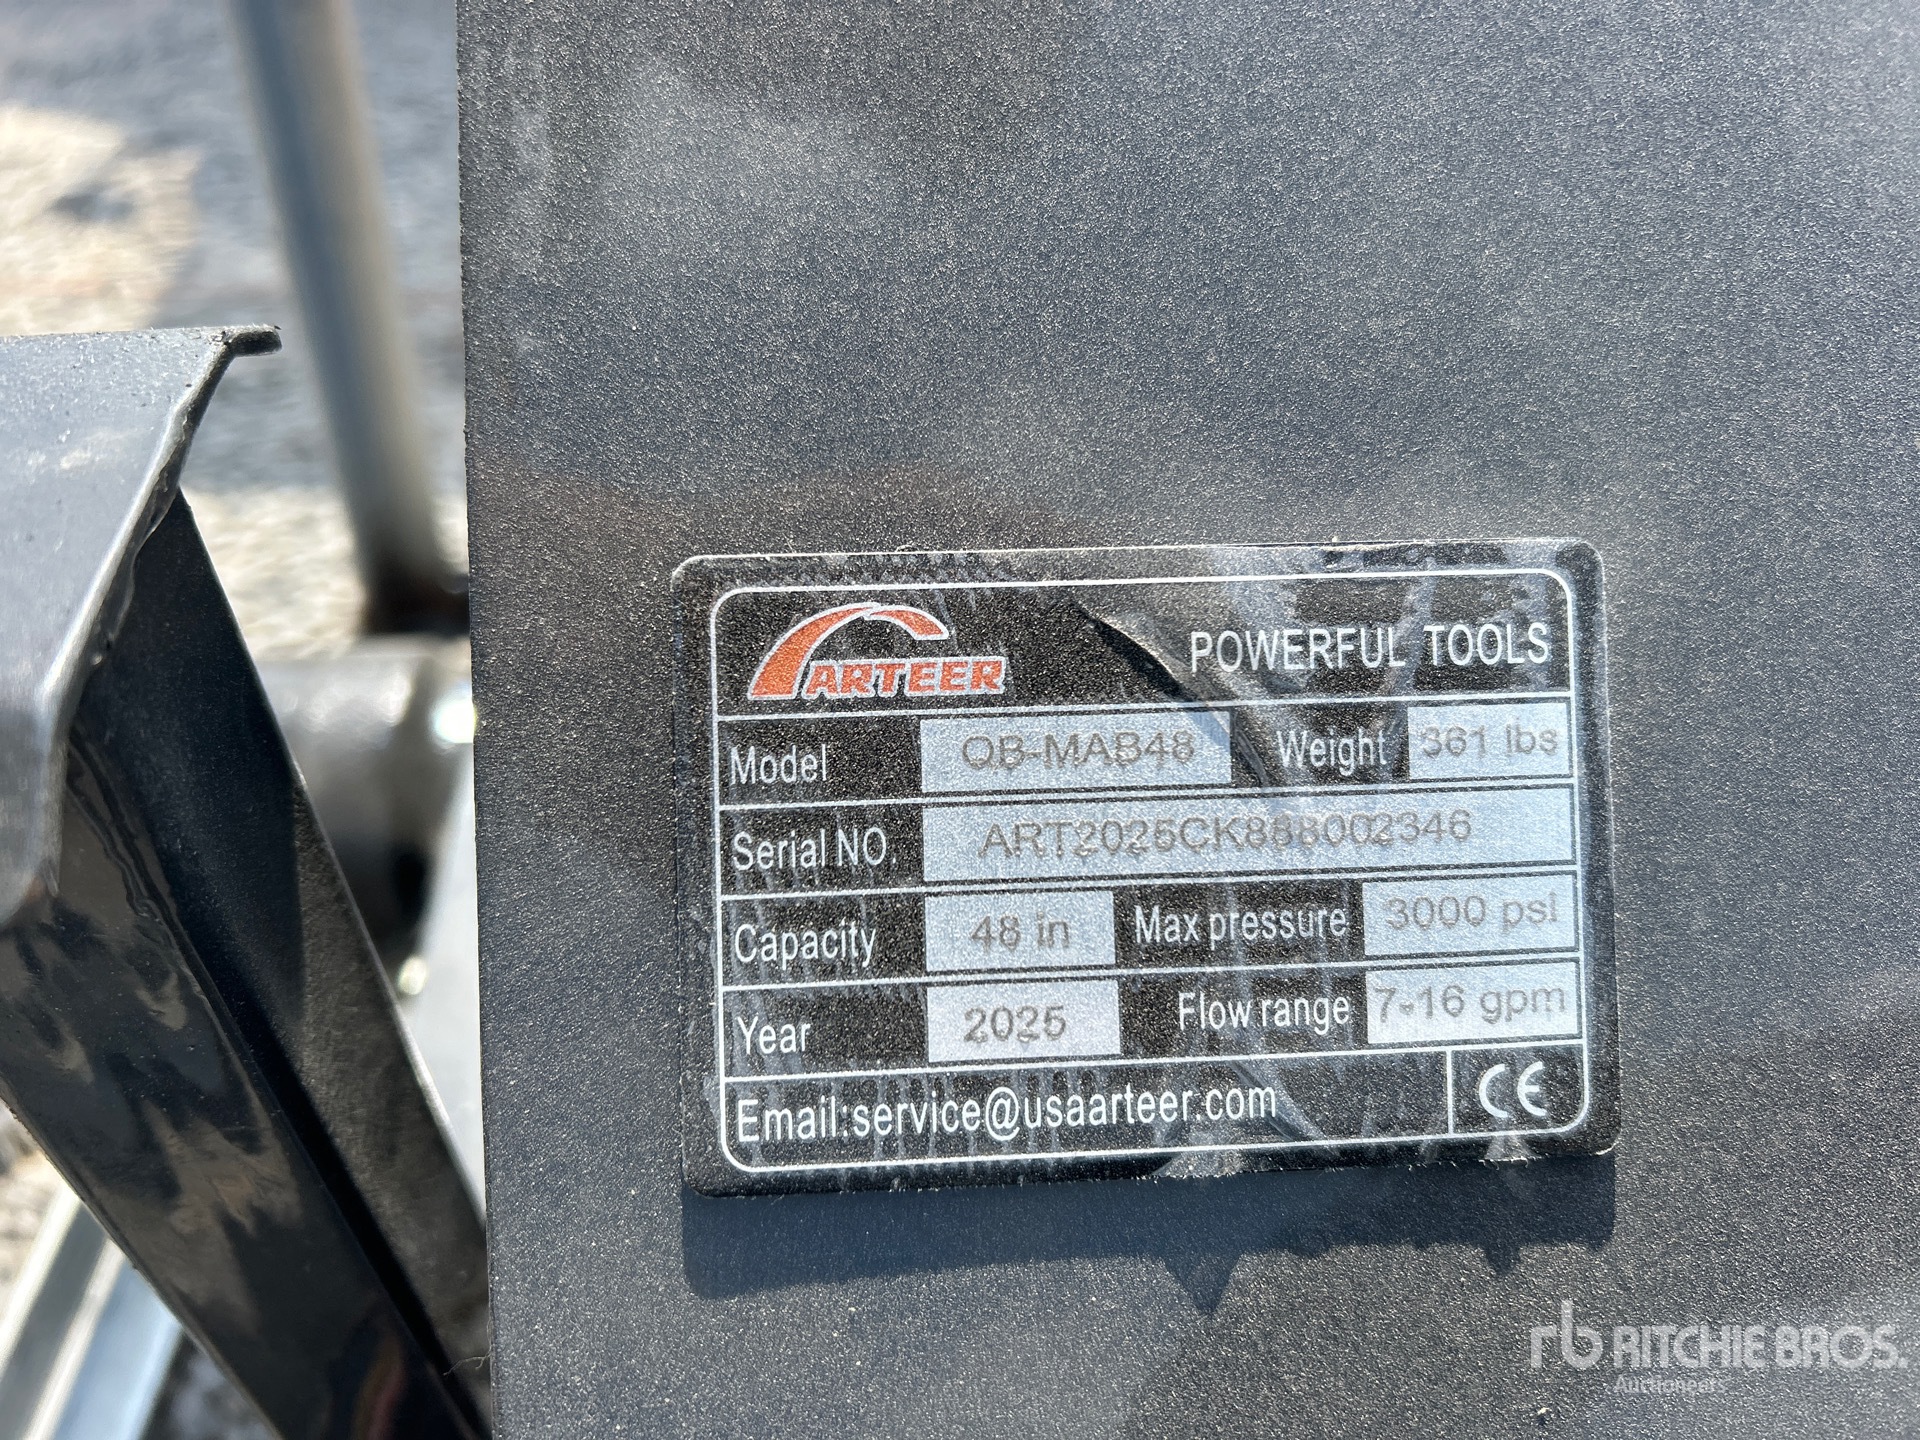 ARTEER POWERFUL TOOLS
Model QB-MAB48 Weight 361 lbs
Serial NO. ART2025CK888002346
Capacity 48 in Max pressure 3000 psi
Year 2025 Flow range 7-16 gpm
Email:service@usaarteer.com CE
rb RITCHIE BROS.
Auctioneers